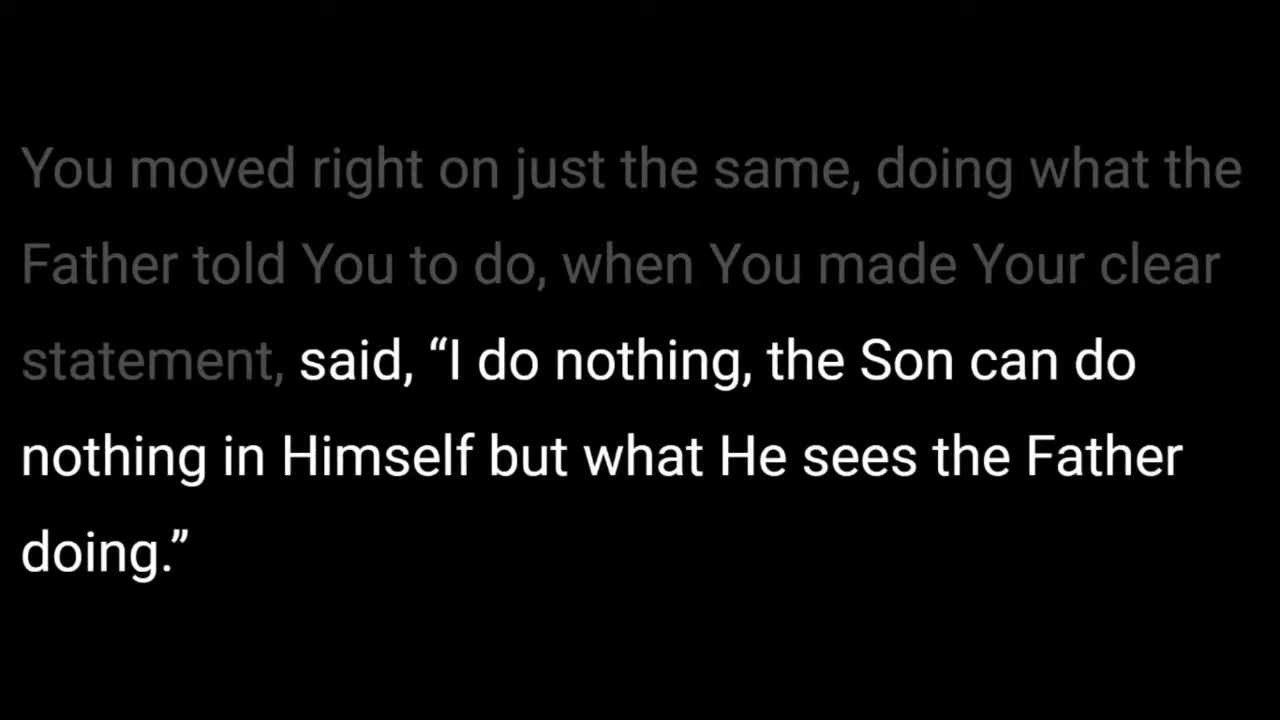 You moved right on just the same, doing what the
Father told You to do, when You made Your clear
statement, said, “I do nothing, the Son can do
nothing in Himself but what He sees the Father
doing.”